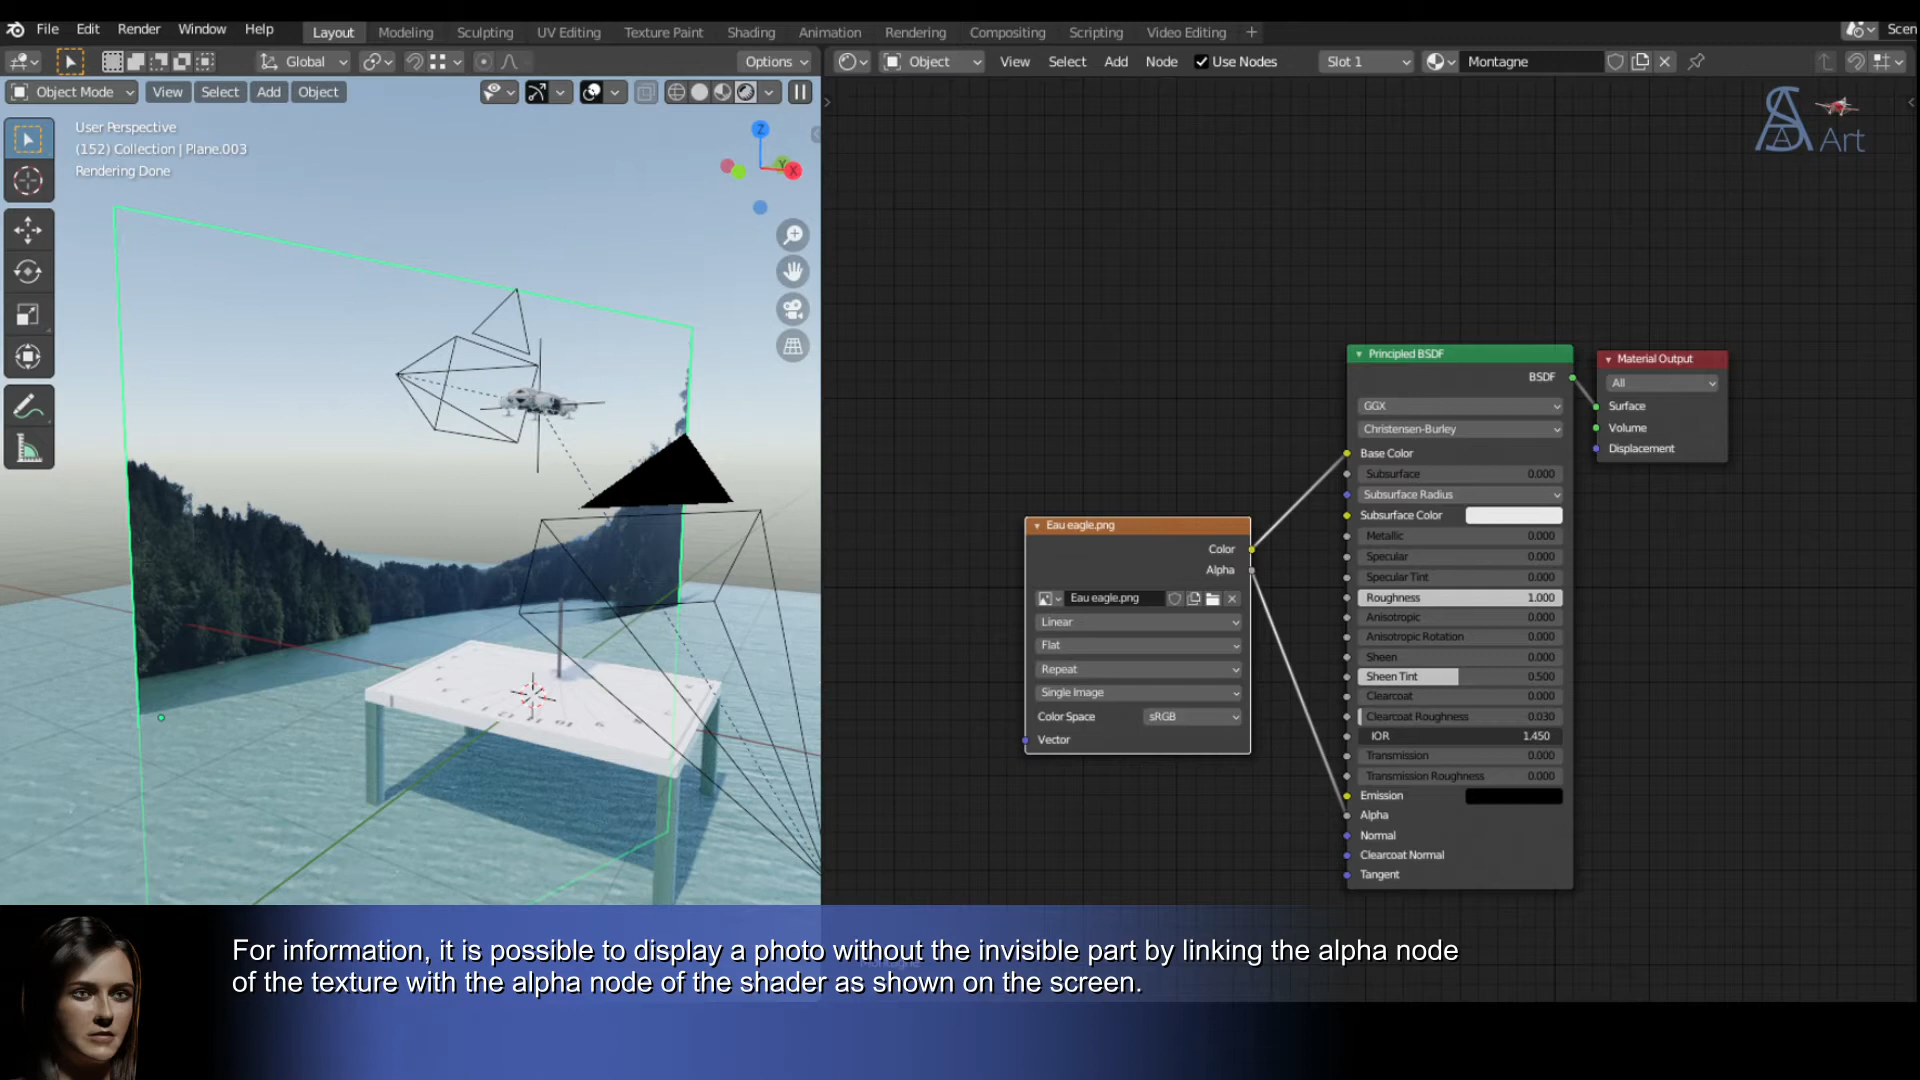 File Edit Render Window Help Layout Modeling Sculpting UV Editing Texture Paint Shading Animation Rendering Compositing Scripting Video Editing + Scen
Global Options Object View Select Add Node Use Nodes Slot 1 Montagne
Object Mode View Select Add Object
User Perspective
(152) Collection | Plane.003
Rendering Done
Z
Y
X
SAA Art
Principled BSDF
BSDF
GGX
Christensen-Burley
Base Color
Subsurface 0.000
Subsurface Radius
Subsurface Color
Metallic 0.000
Specular 0.000
Specular Tint 0.000
Roughness 1.000
Anisotropic 0.000
Anisotropic Rotation 0.000
Sheen 0.000
Sheen Tint 0.500
Clearcoat 0.000
Clearcoat Roughness 0.030
IOR 1.450
Transmission 0.000
Transmission Roughness 0.000
Emission
Alpha
Normal
Clearcoat Normal
Tangent
Material Output
All
Surface
Volume
Displacement
Eau eagle.png
Color
Alpha
Eau eagle.png
Linear
Flat
Repeat
Single Image
Color Space sRGB
Vector
For information, it is possible to display a photo without the invisible part by linking the alpha node
of the texture with the alpha node of the shader as shown on the screen.